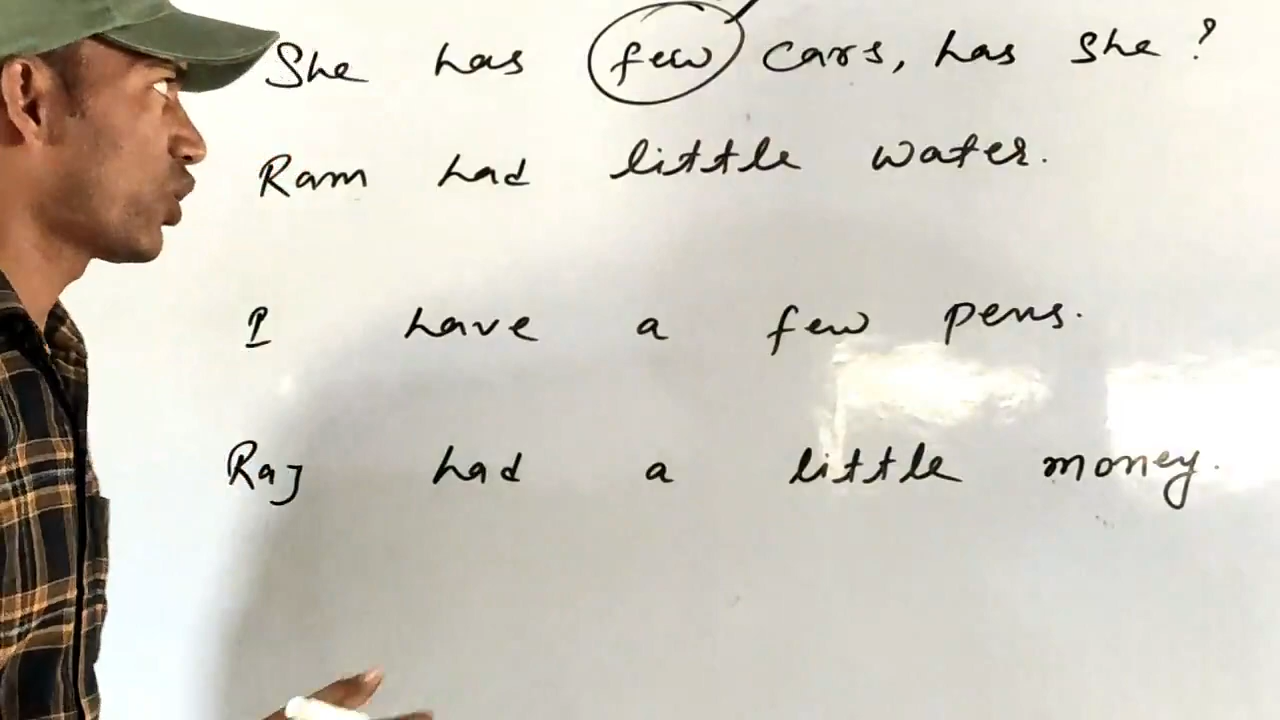 She has few cars, has she ?
Ram had little water.
I have a few pens.
Raj had a little money.